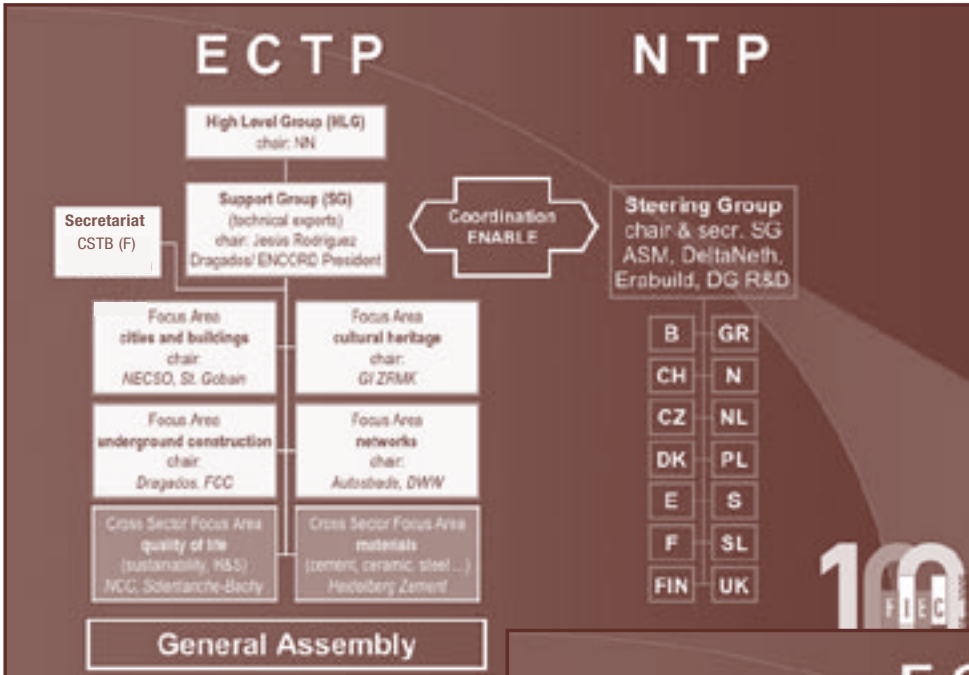 ECTP
NTP
High Level Group (HLG)
chair: NN
Support Group (SG)
(technical experts)
chair: Jesús Rodriguez
Dragados/ ENCORD President
Secretariat
CSTB (F)
Coordination
ENABLE
Steering Group
chair & secr. SG
ASM, DeltaNeth,
Erabuild, DG R&D
Focus Area
cities and buildings
chair:
NECSO, St. Gobain
Focus Area
cultural heritage
chair:
GI ZRMK
Focus Area
underground construction
chair:
Dragados, FCC
Focus Area
networks
chair:
Autostrade, DWW
Cross Sector Focus Area
quality of life
(sustainability, H&S)
NCC,
Cross Sector Focus Area
materials
(cement, ceramic, steel ...)
Heidelberg Zement
General Assembly
B GR
CH N
CZ NL
DK PL
E S
F SL
FIN UK
100
FIEC